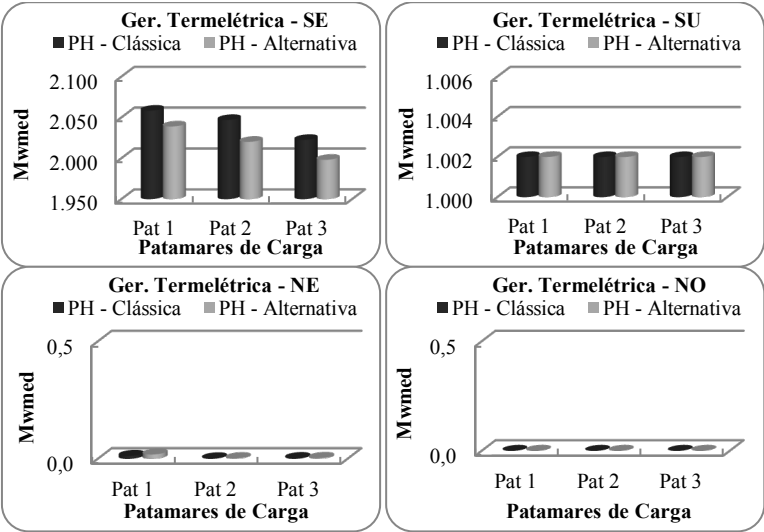 Ger. Termelétrica - SE
PH - Clássica PH - Alternativa
2.100
2.050
2.000
1.950
Mwmed
Pat 1 Pat 2 Pat 3
Patamares de Carga
Ger. Termelétrica - SU
PH - Clássica PH - Alternativa
1.006
1.004
1.002
1.000
Mwmed
Pat 1 Pat 2 Pat 3
Patamares de Carga
Ger. Termelétrica - NE
PH - Clássica PH - Alternativa
0,5
0,0
Mwmed
Pat 1 Pat 2 Pat 3
Patamares de Carga
Ger. Termelétrica - NO
PH - Clássica PH - Alternativa
0,5
0,0
Mwmed
Pat 1 Pat 2 Pat 3
Patamares de Carga